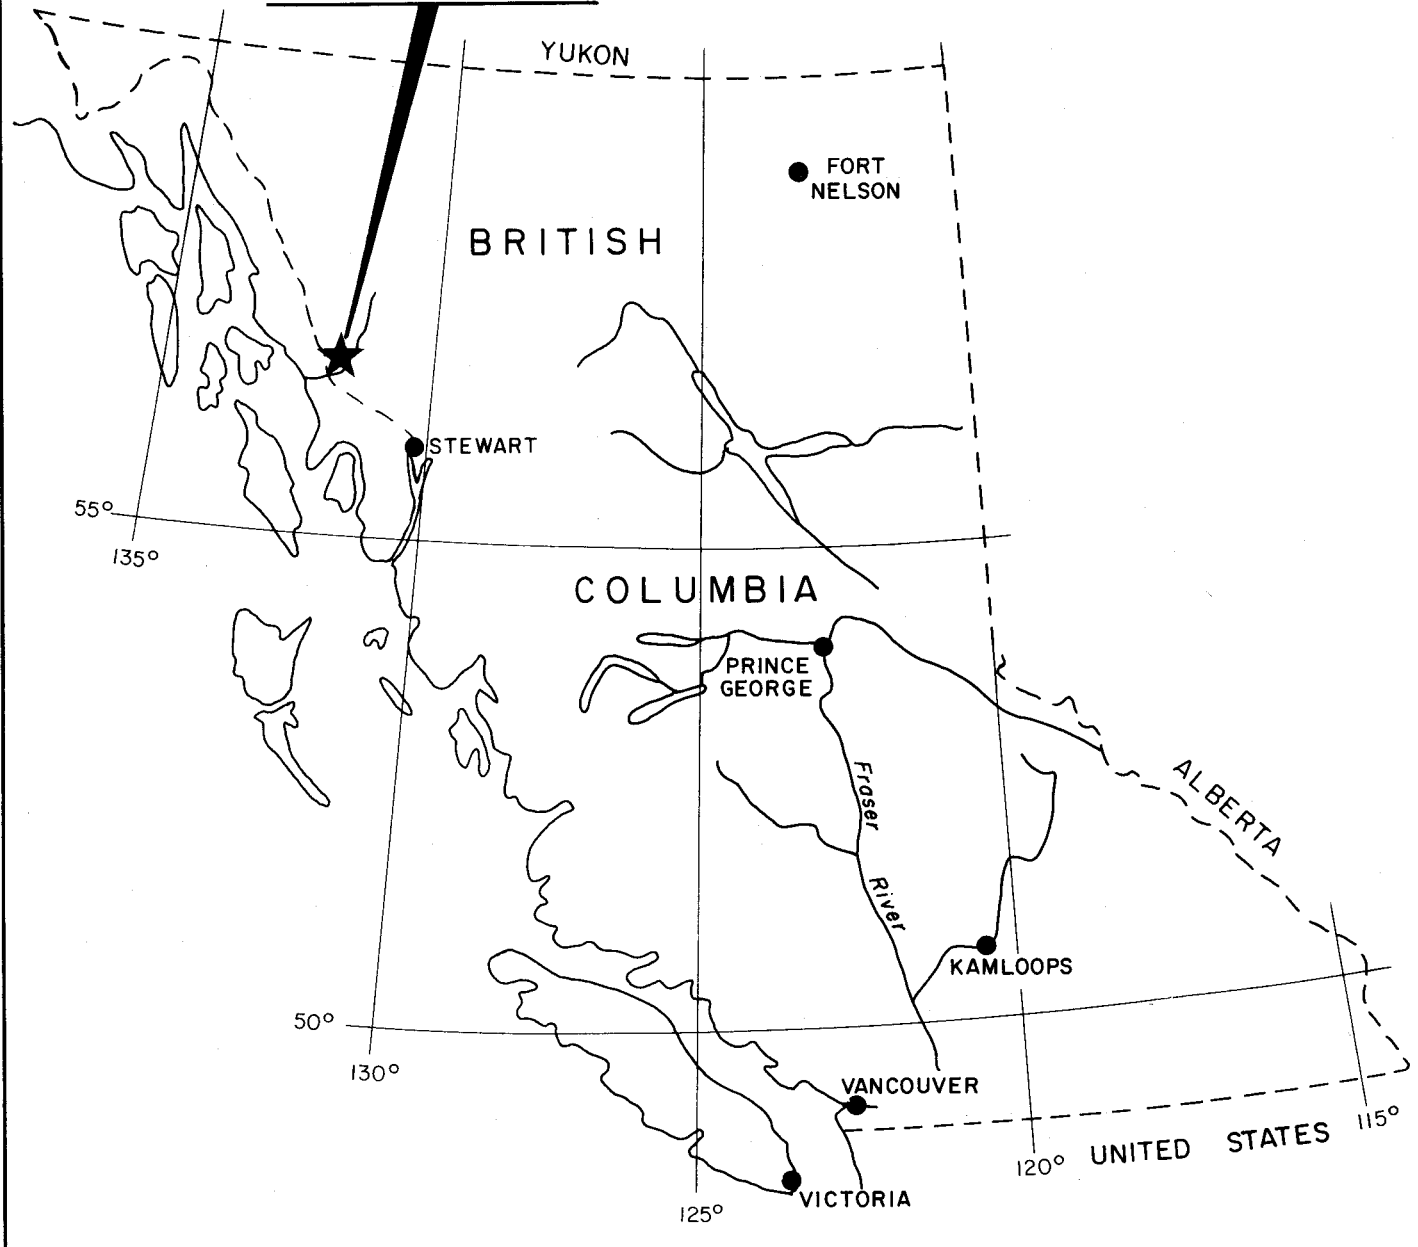 YUKON
FORT
NELSON
BRITISH
STEWART
55°
135°
COLUMBIA
PRINCE
GEORGE
Fraser
River
ALBERTA
KAMLOOPS
50°
130°
VANCOUVER
115°
UNITED STATES
120°
VICTORIA
125°